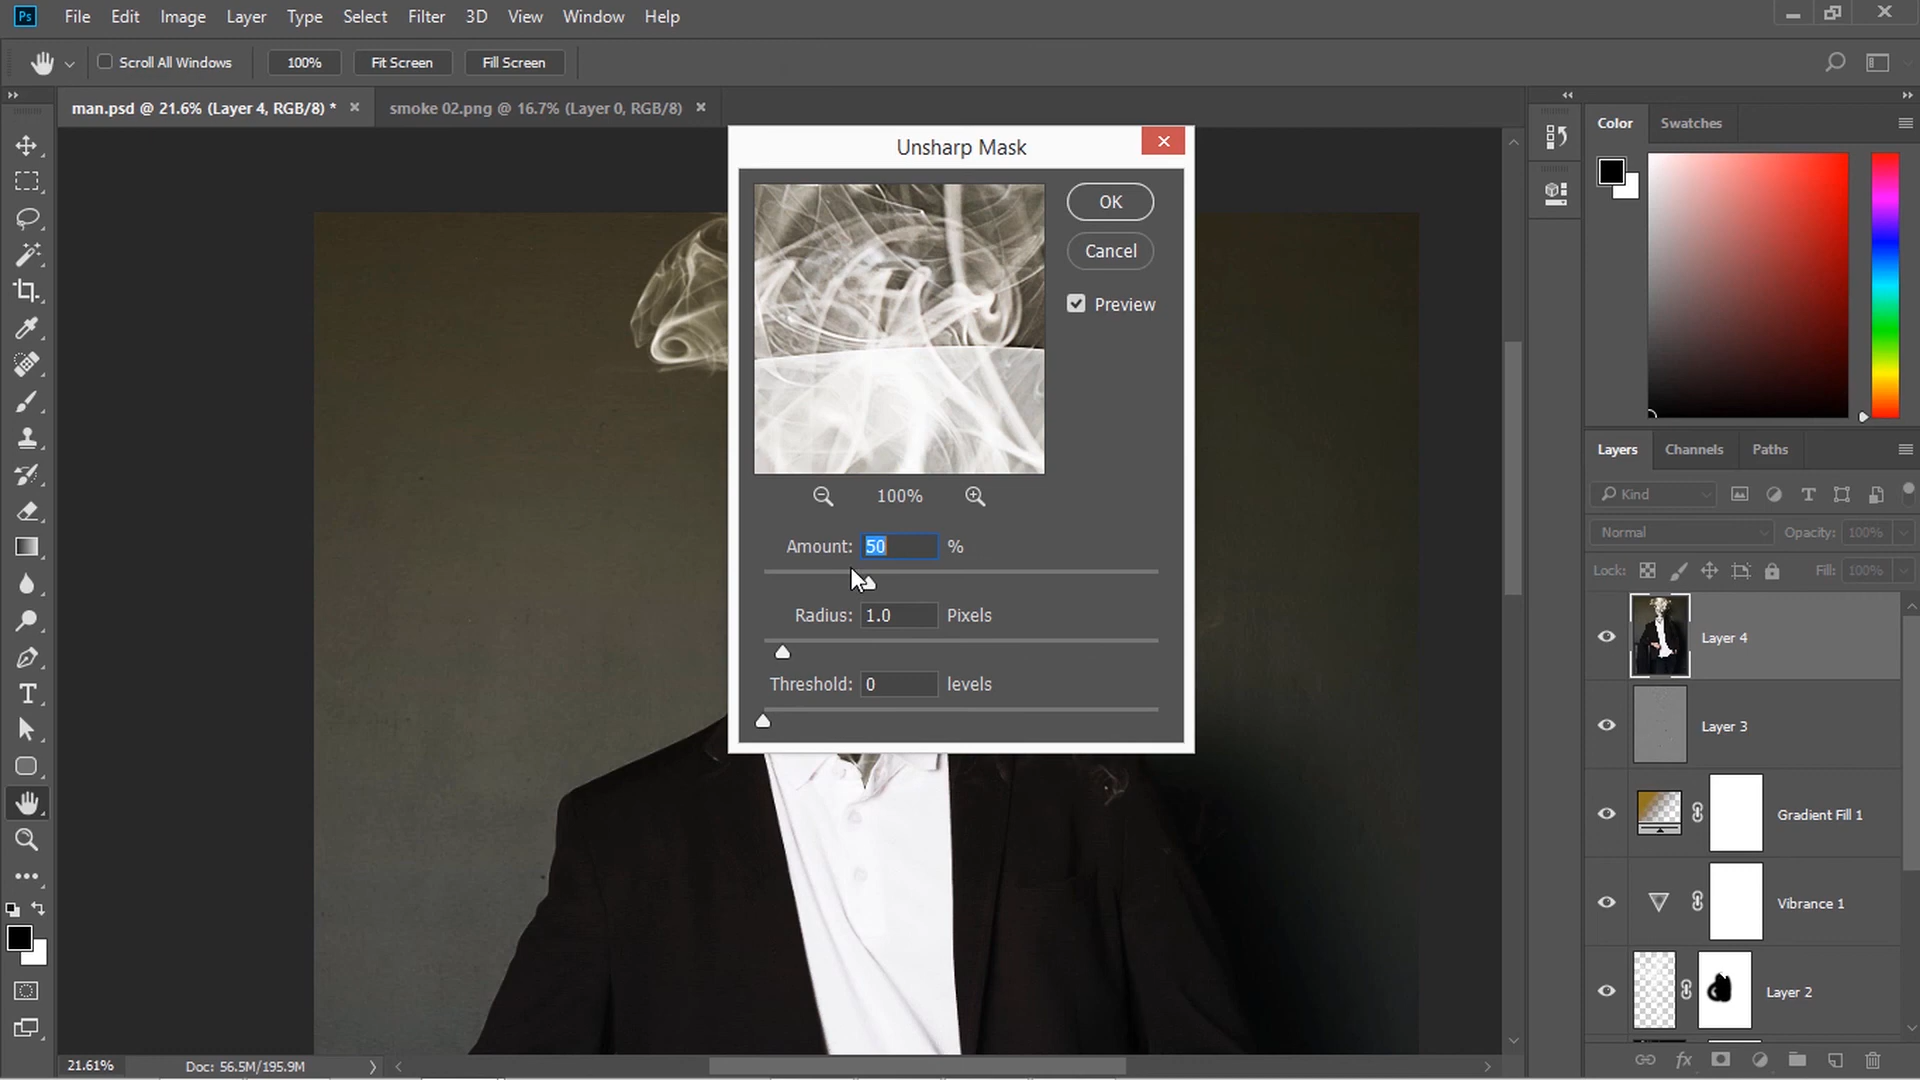 Ps File Edit Image Layer Type Select Filter 3D View Window Help
Scroll All Windows 100% Fit Screen Fill Screen
man.psd @ 21.6% (Layer 4, RGB/8) * smoke 02.png @ 16.7% (Layer 0, RGB/8)
Unsharp Mask
OK
Cancel
Preview
100%
Amount: 50 %
Radius: 1.0 Pixels
Threshold: 0 levels
Color Swatches
Layers Channels Paths
Kind
Normal Opacity: 100%
Lock: Fill: 100%
Layer 4
Layer 3
Gradient Fill 1
Vibrance 1
Layer 2
21.61% Doc: 56.5M/195.9M